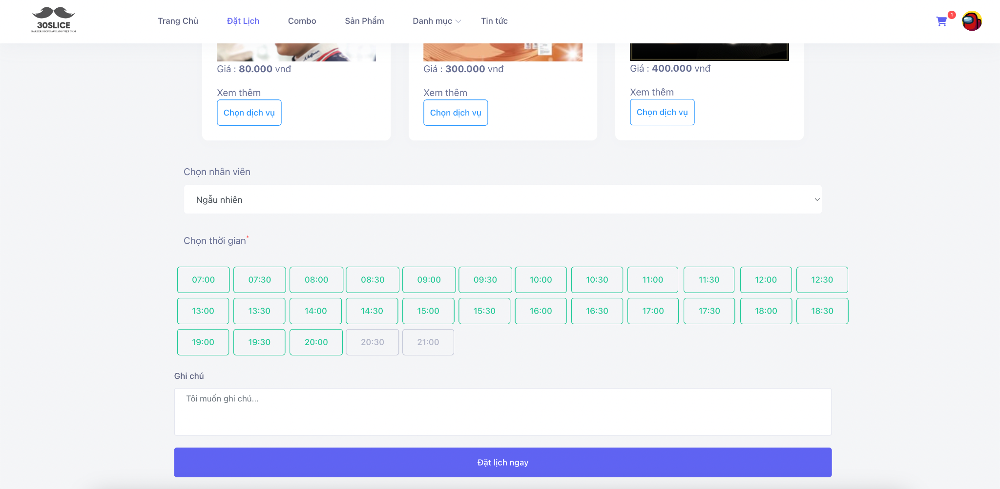 30SLICE
BARBER SHOP ĐẦU HÀNG VIỆT NAM
Trang Chủ
Đặt Lịch
Combo
Sản Phẩm
Danh mục
Tin tức
1
Giá : 80.000 vnđ
Xem thêm
Chọn dịch vụ
Giá : 300.000 vnđ
Xem thêm
Chọn dịch vụ
Giá : 400.000 vnđ
Xem thêm
Chọn dịch vụ
Chọn nhân viên
Ngẫu nhiên
Chọn thời gian*
07:00 07:30 08:00 08:30 09:00 09:30 10:00 10:30 11:00 11:30 12:00 12:30
13:00 13:30 14:00 14:30 15:00 15:30 16:00 16:30 17:00 17:30 18:00 18:30
19:00 19:30 20:00 20:30 21:00
Ghi chú
Tôi muốn ghi chú...
Đặt lịch ngay